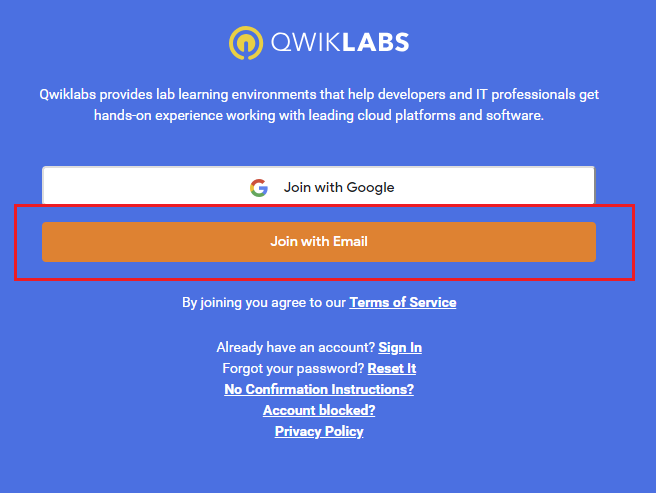 QWIKLABS
Qwiklabs provides lab learning environments that help developers and IT professionals get
hands-on experience working with leading cloud platforms and software.
Join with Google
Join with Email
By joining you agree to our Terms of Service
Already have an account? Sign In
Forgot your password? Reset It
No Confirmation Instructions?
Account blocked?
Privacy Policy